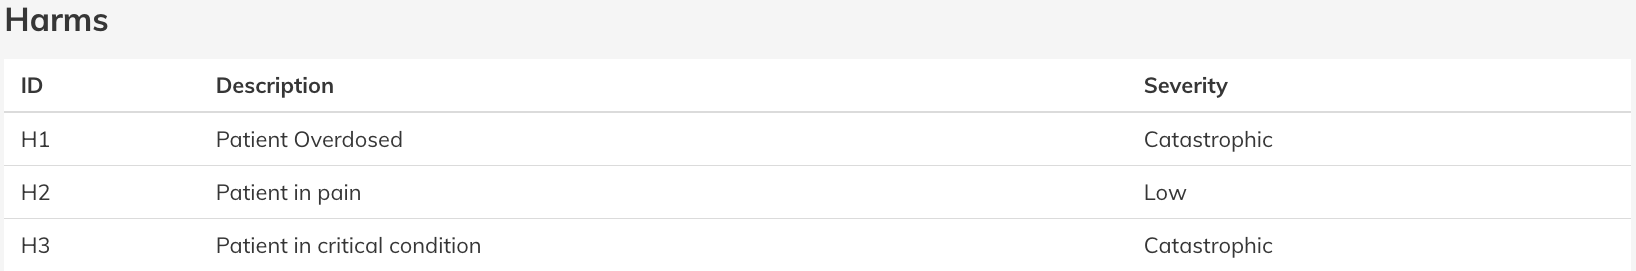 Harms
ID Description Severity
H1 Patient Overdosed Catastrophic
H2 Patient in pain Low
H3 Patient in critical condition Catastrophic